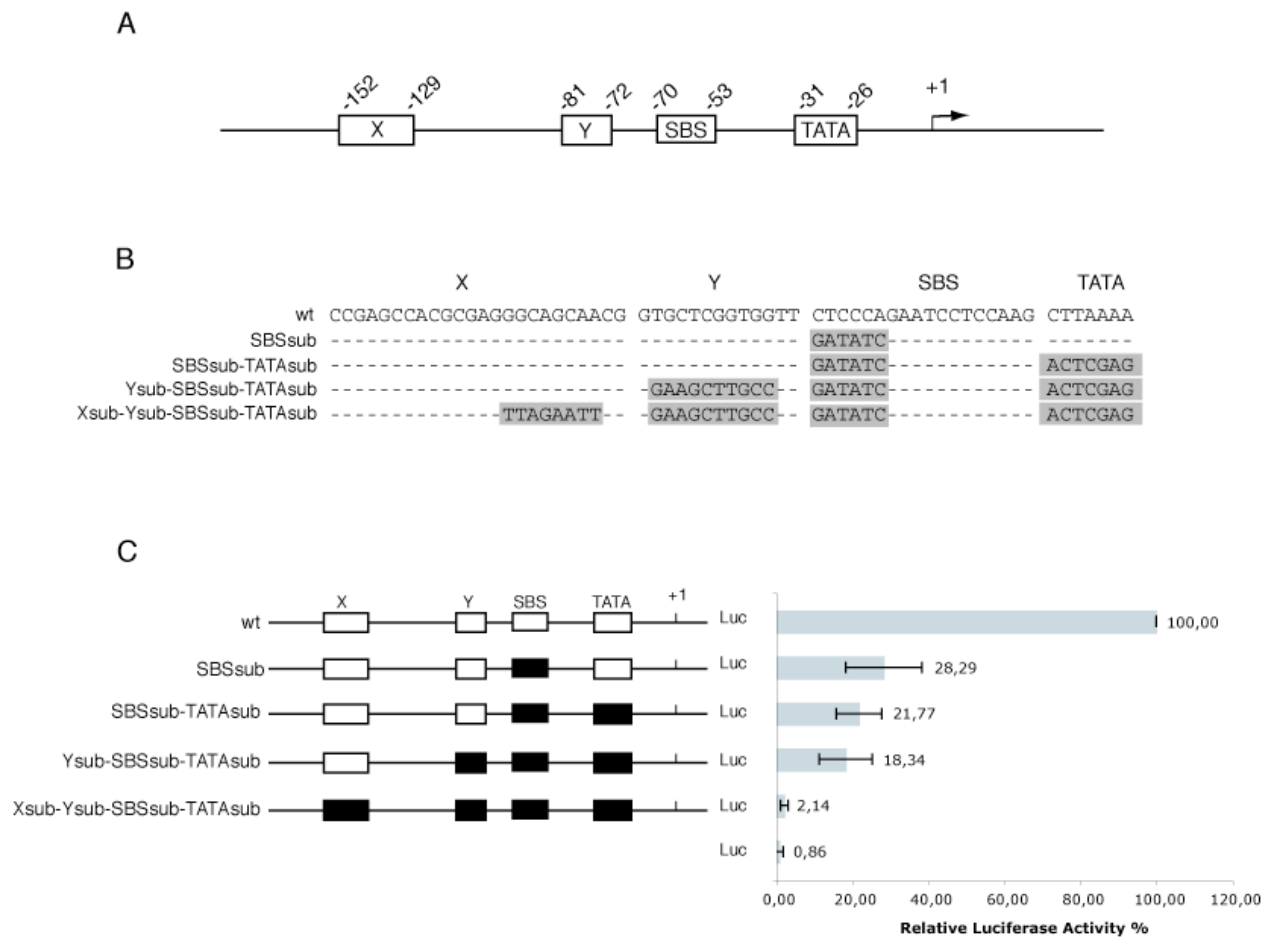 A
-152 -129 -81 -72 -70 -53 -31 -26 +1
X Y SBS TATA
B
X Y SBS TATA
wt CCGAGCCACGCGAGGGCAGCAACG GTGCTCGGTGGTT CTCCCAGAATCCTCCAAG CTTAAAA
SBSsub ------------------------ ------------- GATATC------------ -------
SBSsub-TATAsub ------------------------ ------------- GATATC------------ ACTCGAG
Ysub-SBSsub-TATAsub ------------------------ -GAAGCTTGCC-- GATATC------------ ACTCGAG
Xsub-Ysub-SBSsub-TATAsub --------------TTAGAATT-- -GAAGCTTGCC-- GATATC------------ ACTCGAG
C
X Y SBS TATA +1
wt Luc 100,00
SBSsub Luc 28,29
SBSsub-TATAsub Luc 21,77
Ysub-SBSsub-TATAsub Luc 18,34
Xsub-Ysub-SBSsub-TATAsub Luc 2,14
Luc 0,86
0,00 20,00 40,00 60,00 80,00 100,00 120,00
Relative Luciferase Activity %